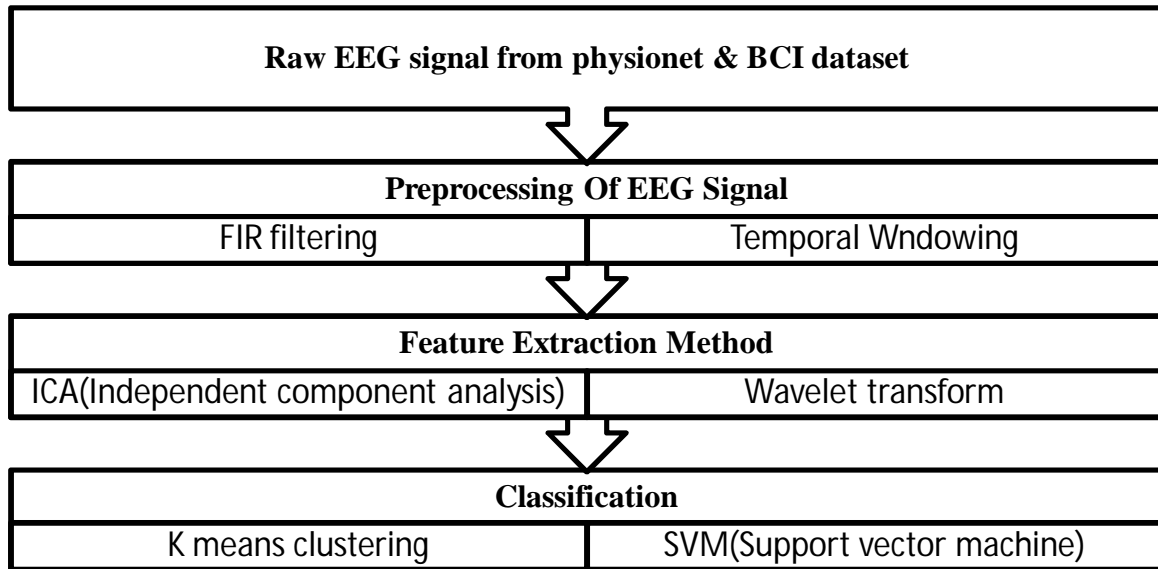 Raw EEG signal from physionet & BCI dataset
Preprocessing Of EEG Signal
FIR filtering
Temporal Wndowing
Feature Extraction Method
ICA(Independent component analysis)
Wavelet transform
Classification
K means clustering
SVM(Support vector machine)